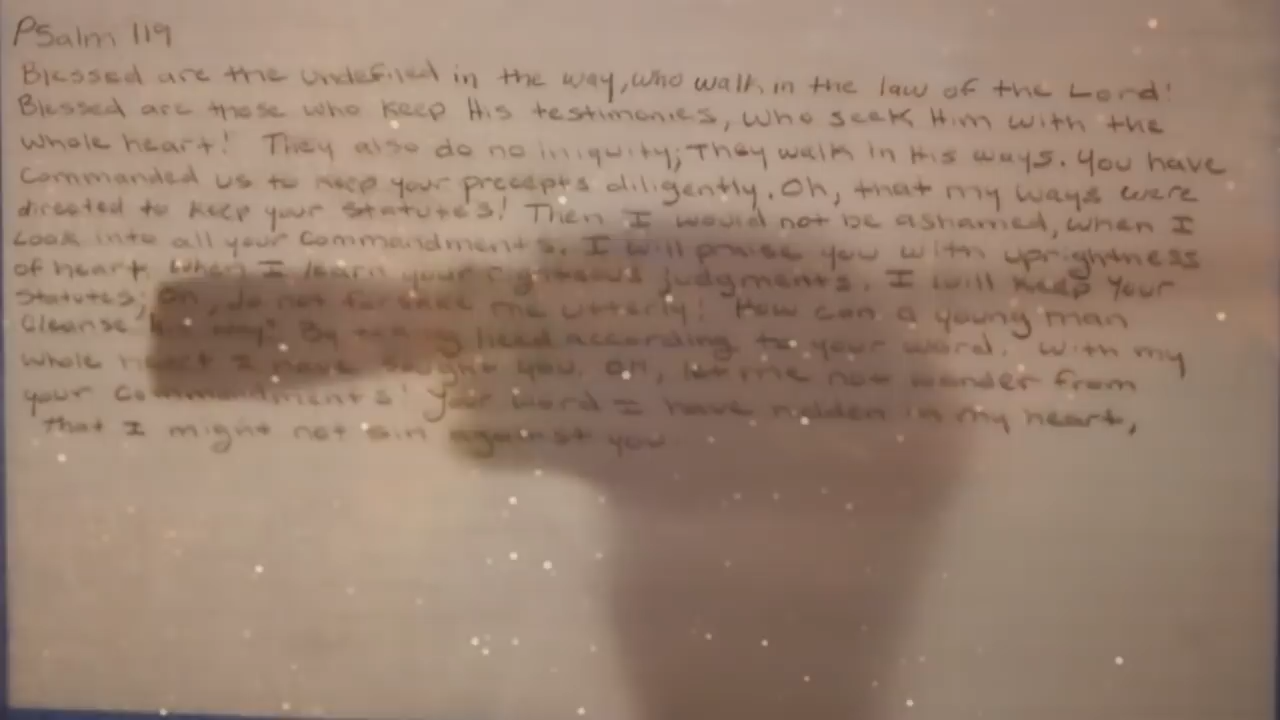 Psalm 119
Blessed are the undefiled in the way, who walk in the law of the Lord!
Blessed are those who keep His testimonies, who seek Him with the
whole heart! They also do no iniquity; They walk in His ways. You have
Commanded us to keep your precepts diligently. Oh, that my ways were
directed to keep your statutes! Then I would not be ashamed, when I
Look into all your Commandments. I will praise you with uprightness
of heart, when I learn your righteous judgments. I will keep Your
Statutes; Oh, do not forsake me utterly! How can a young man
Cleanse his way? By taking heed according to your word. With my
whole heart I have sought you, Oh, let me not wander from
your Commandments! Your word I have hidden in my heart,
that I might not sin against you